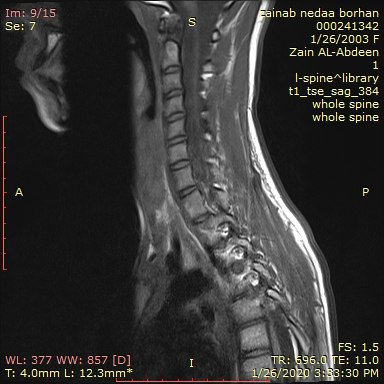 Im: 9/15
Se: 7
zainab nedaa borhan
000241342
1/26/2003 F
Zain AL-Abdeen
1
l-spine^library
t1_tse_sag_384
whole spine
whole spine
S
A
P
I
WL: 377 WW: 857 [D]
T: 4.0mm L: 12.3mm*
FS: 1.5
TR: 696.0 TE: 11.0
1/26/2020 3:33:30 PM